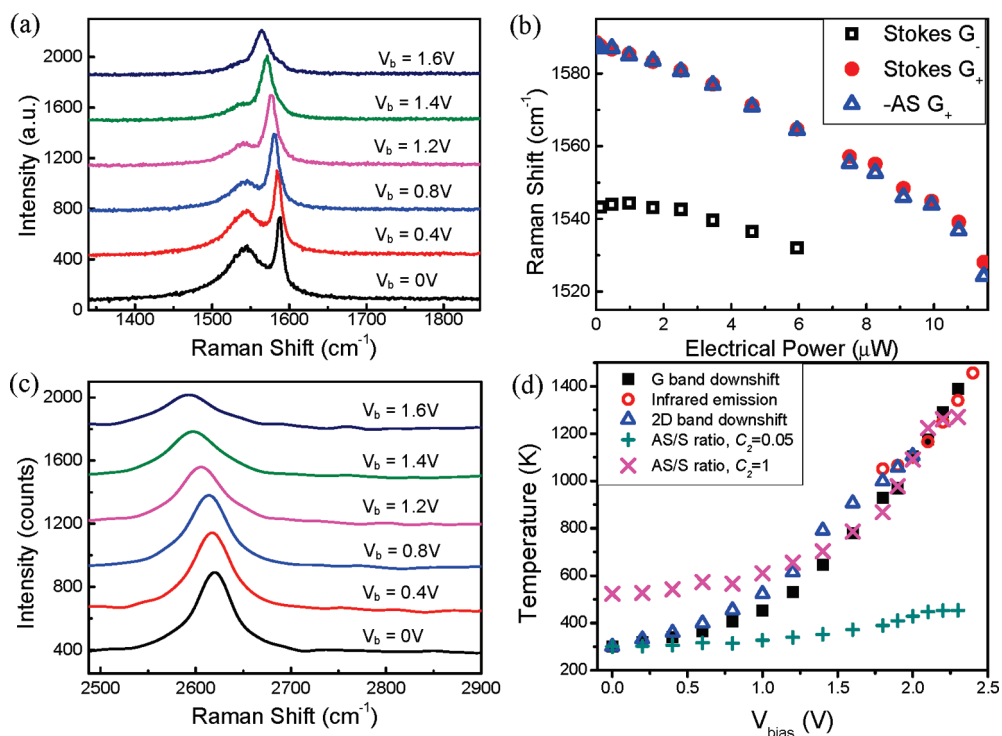 (a)
2000
1600
1200
800
400
0
Intensity (a.u.)
V_b = 1.6V
V_b = 1.4V
V_b = 1.2V
V_b = 0.8V
V_b = 0.4V
V_b = 0V
1400 1500 1600 1700 1800
Raman Shift (cm⁻¹)
(b)
1580
1560
1540
1520
Raman Shift (cm⁻¹)
Stokes G₋
Stokes G₊
-AS G₊
0 2 4 6 8 10
Electrical Power (μW)
(c)
2000
1600
1200
800
400
Intensity (counts)
V_b = 1.6V
V_b = 1.4V
V_b = 1.2V
V_b = 0.8V
V_b = 0.4V
V_b = 0V
2500 2600 2700 2800 2900
Raman Shift (cm⁻¹)
(d)
1400
1200
1000
800
600
400
200
Temperature (K)
G band downshift
Infrared emission
2D band downshift
AS/S ratio, C₂=0.05
AS/S ratio, C₂=1
0.0 0.5 1.0 1.5 2.0 2.5
V_bias (V)